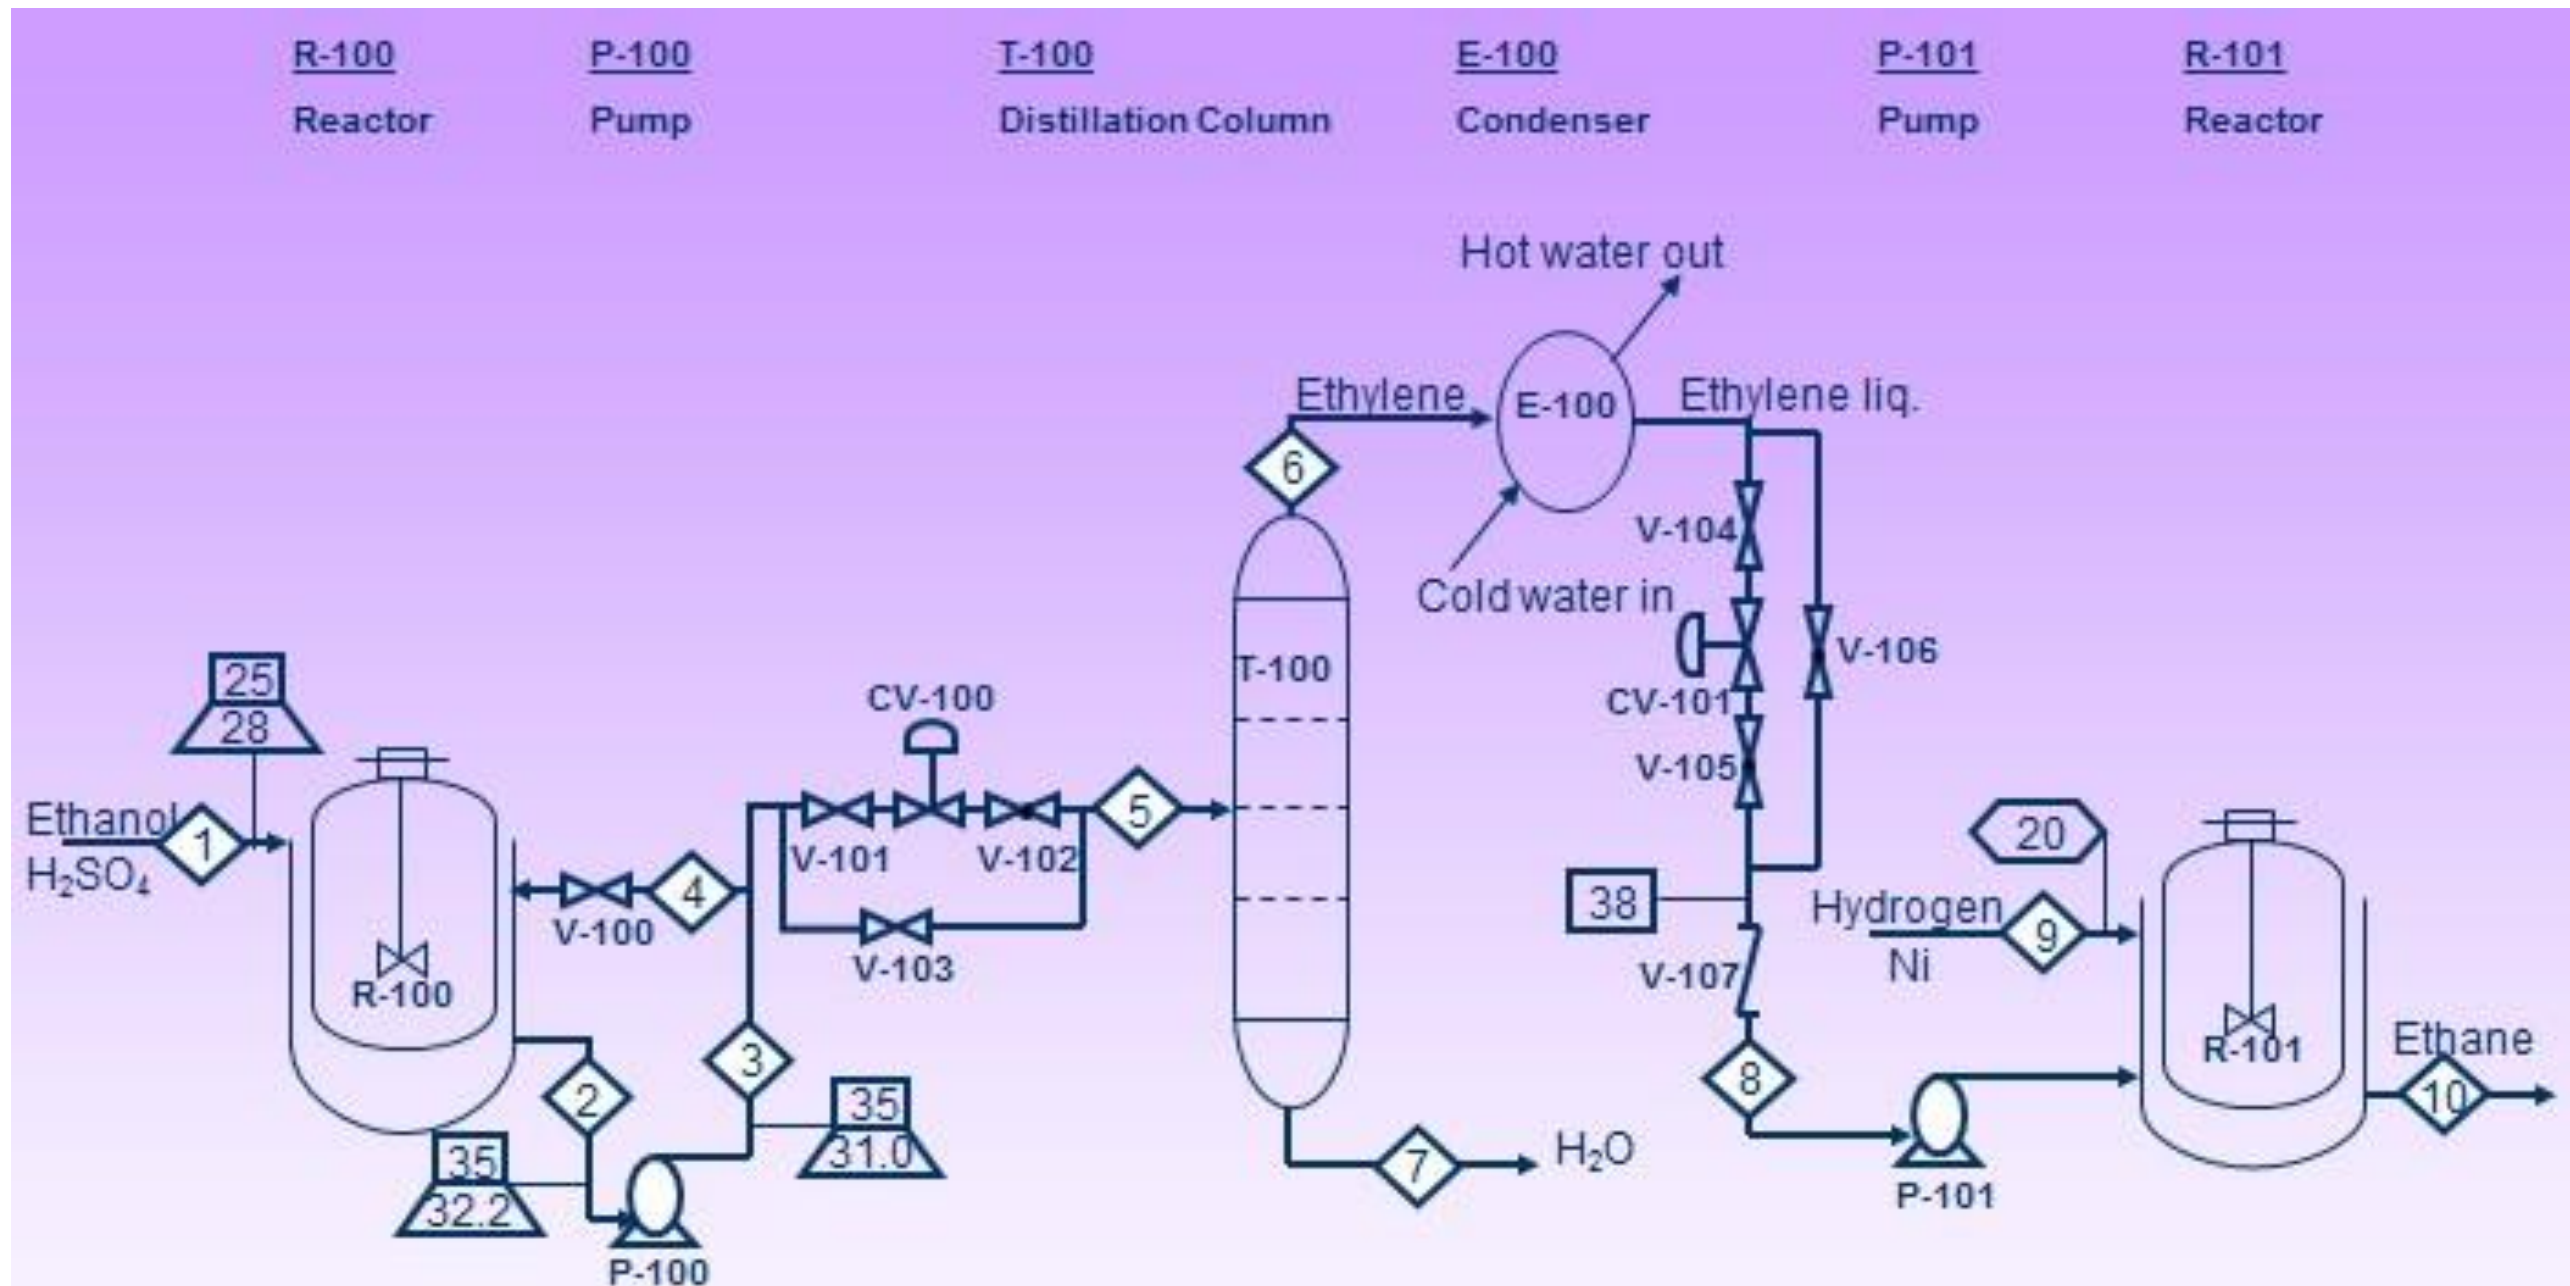 R-100 P-100 T-100 E-100 P-101 R-101
Reactor Pump Distillation Column Condenser Pump Reactor
Hot water out
Ethylene
E-100
Ethylene liq.
6
V-104
Cold water in
T-100
V-106
25
28
CV-100
CV-101
V-105
Ethanol
1
H₂SO₄
V-101
V-102
5
4
V-100
V-103
38
20
Hydrogen
9
Ni
V-107
R-100
3
2
8
R-101
Ethane
10
35
31.0
35
32.2
7
H₂O
P-101
P-100